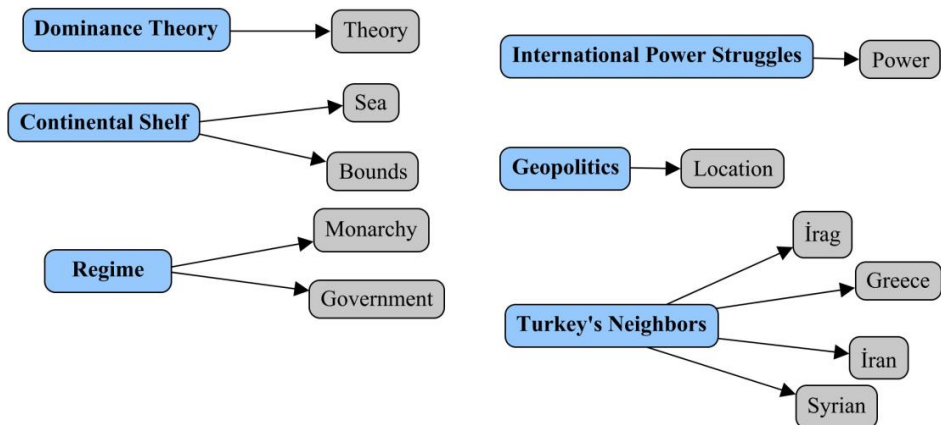 Dominance Theory
Theory
Continental Shelf
Sea
Bounds
Regime
Monarchy
Government
International Power Struggles
Power
Geopolitics
Location
Turkey's Neighbors
İrag
Greece
İran
Syrian